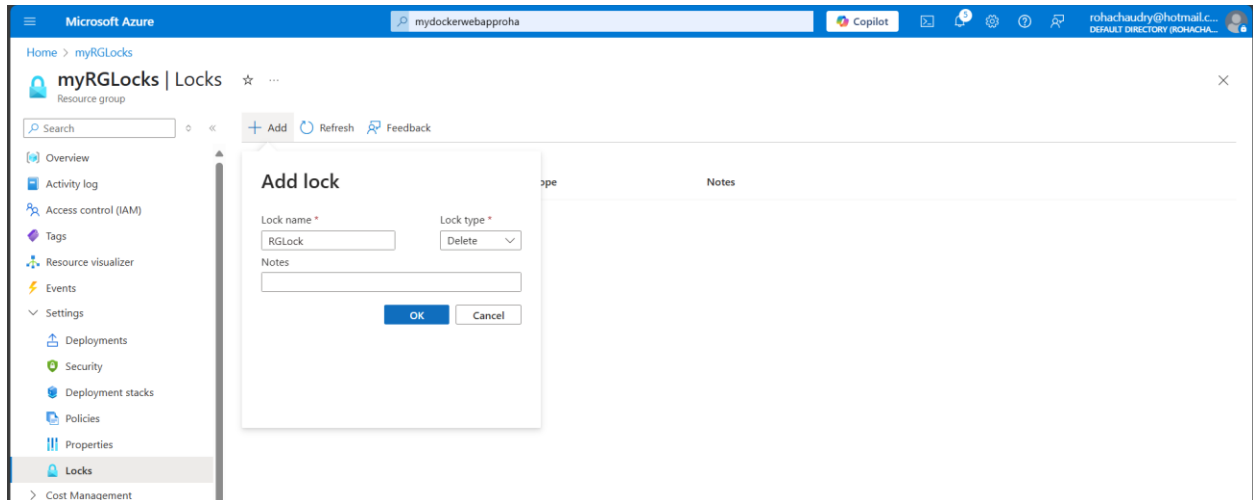 Microsoft Azure
mydockerwebapproha
Copilot
5
rohachaudry@hotmail.c...
DEFAULT DIRECTORY (ROHACHA...
Home > myRGLocks
myRGLocks | Locks
Resource group
Search
Add Refresh Feedback
Overview
Activity log
Access control (IAM)
Tags
Resource visualizer
Events
Settings
Deployments
Security
Deployment stacks
Policies
Properties
Locks
Cost Management
Add lock
Lock name * Lock type *
RGLock Delete
Notes
OK Cancel
Notes